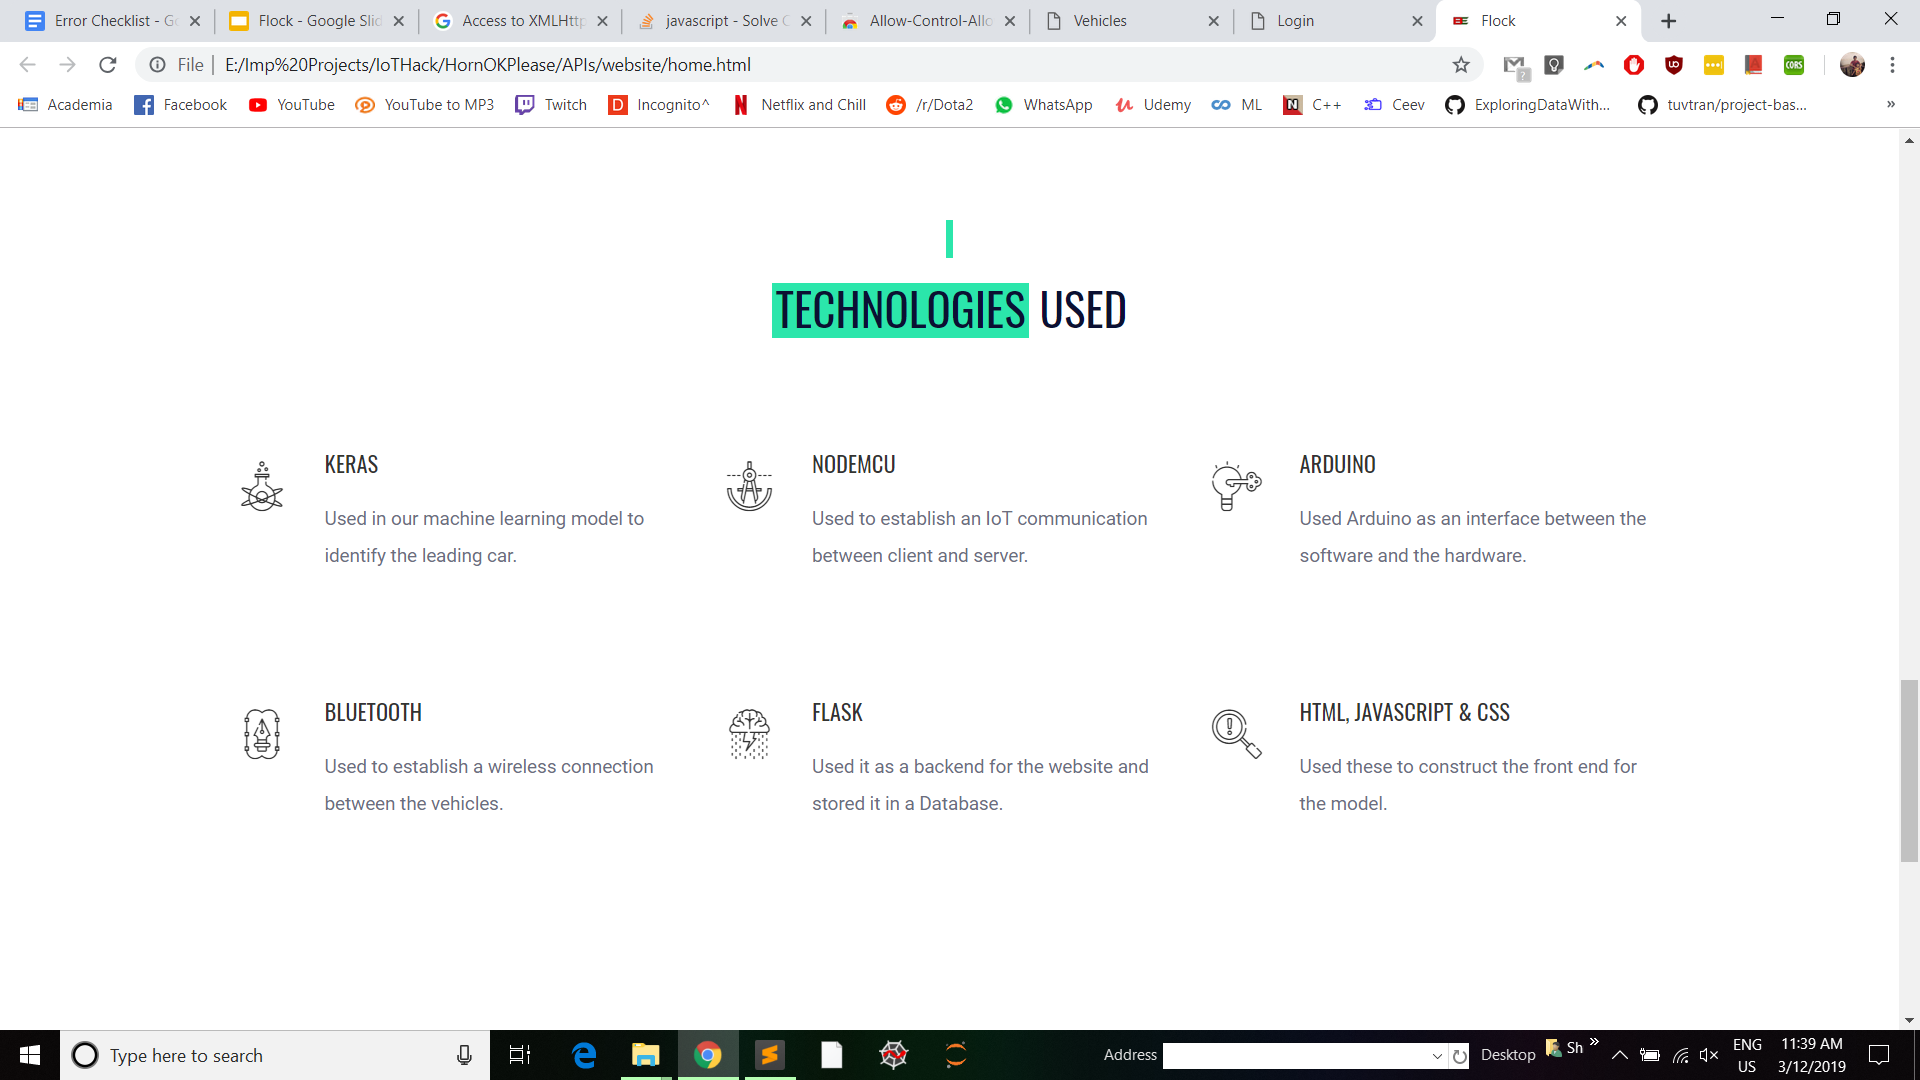 Error Checklist - Go
Flock - Google Slid
Access to XMLHttp
javascript - Solve C
Allow-Control-Allo
Vehicles
Login
Flock
File
E:/Imp%20Projects/IoTHack/HornOKPlease/APIs/website/home.html
CORS
Academia
Facebook
YouTube
YouTube to MP3
Twitch
Incognito^
Netflix and Chill
/r/Dota2
WhatsApp
Udemy
ML
C++
Ceev
ExploringDataWith...
tuvtran/project-bas...
»
TECHNOLOGIES USED
KERAS
Used in our machine learning model to
identify the leading car.
NODEMCU
Used to establish an IoT communication
between client and server.
ARDUINO
Used Arduino as an interface between the
software and the hardware.
BLUETOOTH
Used to establish a wireless connection
between the vehicles.
FLASK
Used it as a backend for the website and
stored it in a Database.
HTML, JAVASCRIPT & CSS
Used these to construct the front end for
the model.
Type here to search
Address
Desktop
Sh
»
ENG
US
11:39 AM
3/12/2019